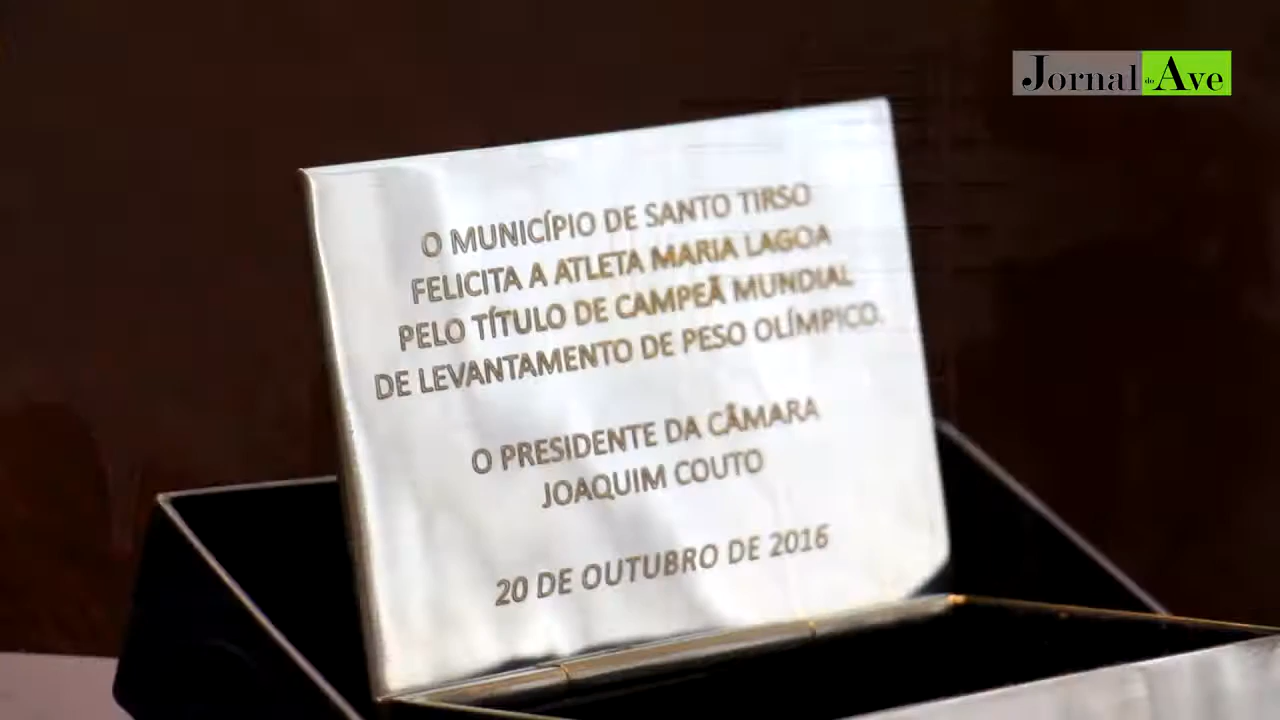 Jornal do Ave
O MUNICÍPIO DE SANTO TIRSO
FELICITA A ATLETA MARIA LAGOA
PELO TÍTULO DE CAMPEÃ MUNDIAL
DE LEVANTAMENTO DE PESO OLÍMPICO.
O PRESIDENTE DA CÂMARA
JOAQUIM COUTO
20 DE OUTUBRO DE 2016